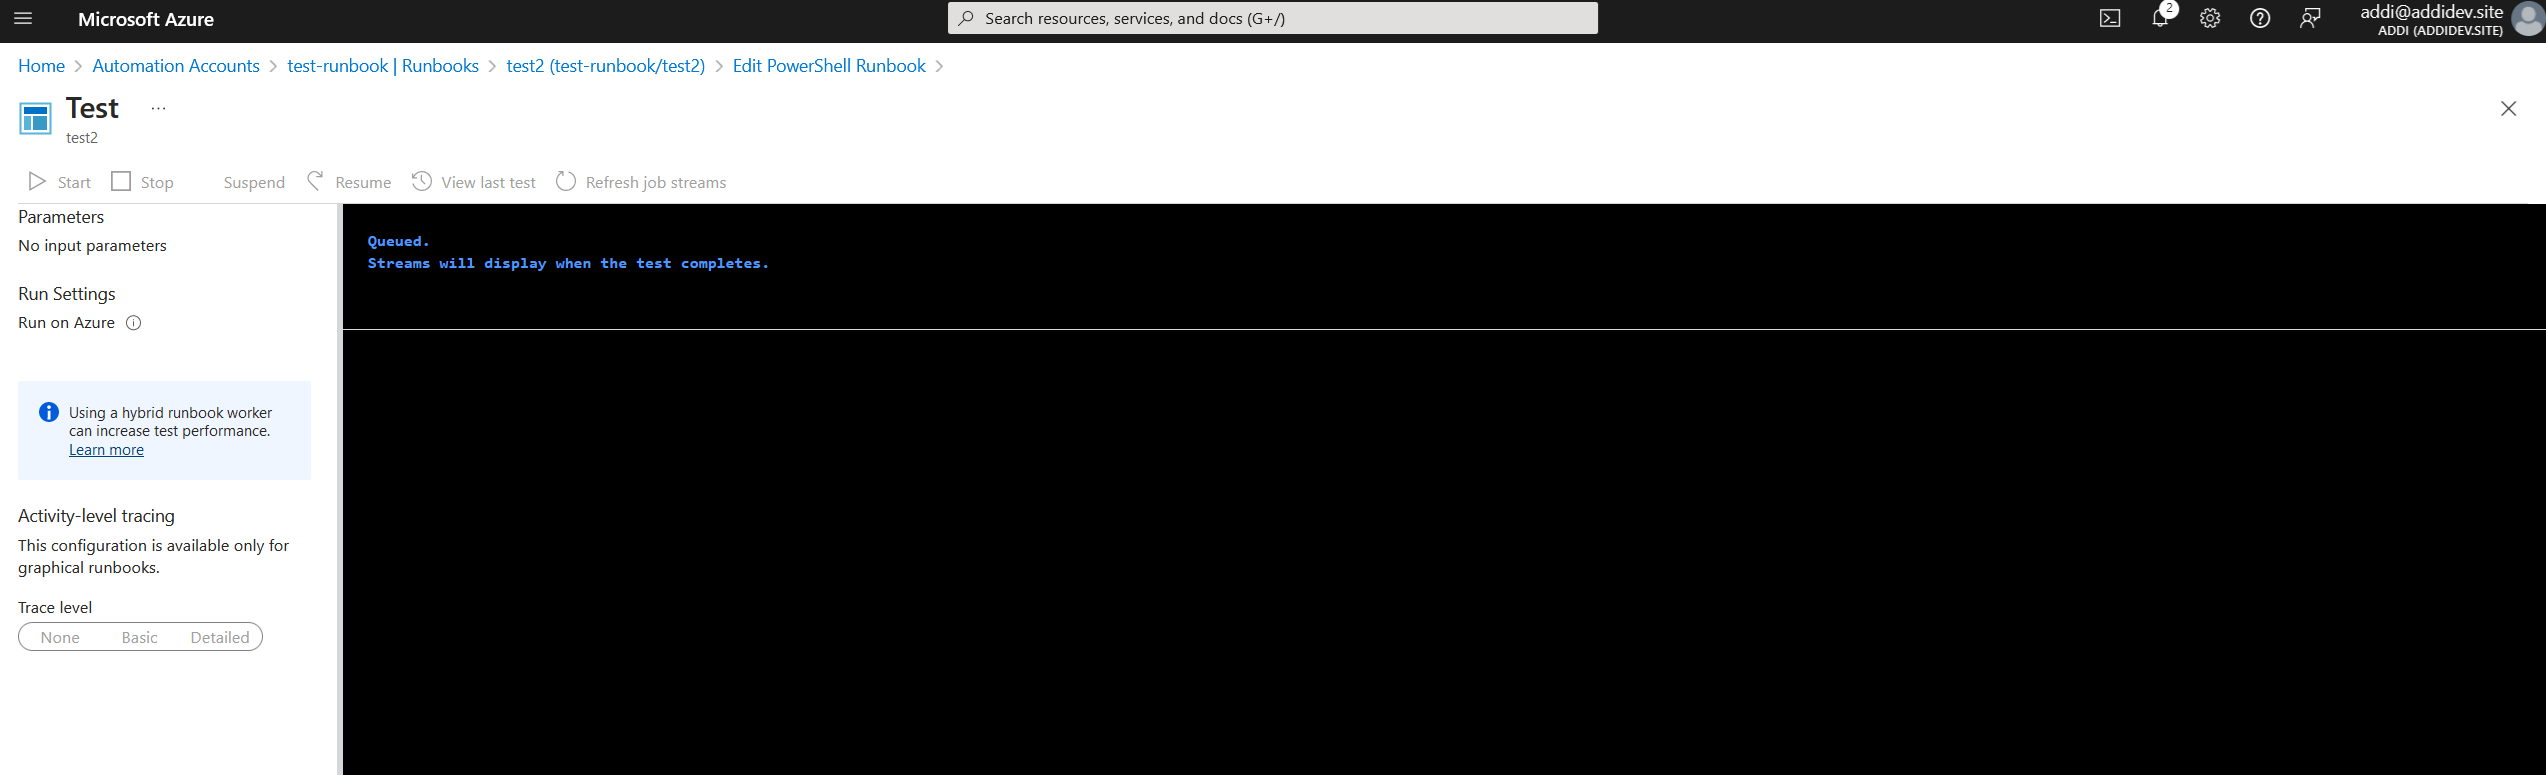 Microsoft Azure
Search resources, services, and docs (G+/)
2
addi@addidev.site
ADDI (ADDIDEV.SITE)
Home
Automation Accounts
test-runbook | Runbooks
test2 (test-runbook/test2)
Edit PowerShell Runbook
Test
...
test2
Start
Stop
Suspend
Resume
View last test
Refresh job streams
Parameters
No input parameters
Run Settings
Run on Azure
Using a hybrid runbook worker
can increase test performance.
Learn more
Activity-level tracing
This configuration is available only for
graphical runbooks.
Trace level
None
Basic
Detailed
Queued.
Streams will display when the test completes.